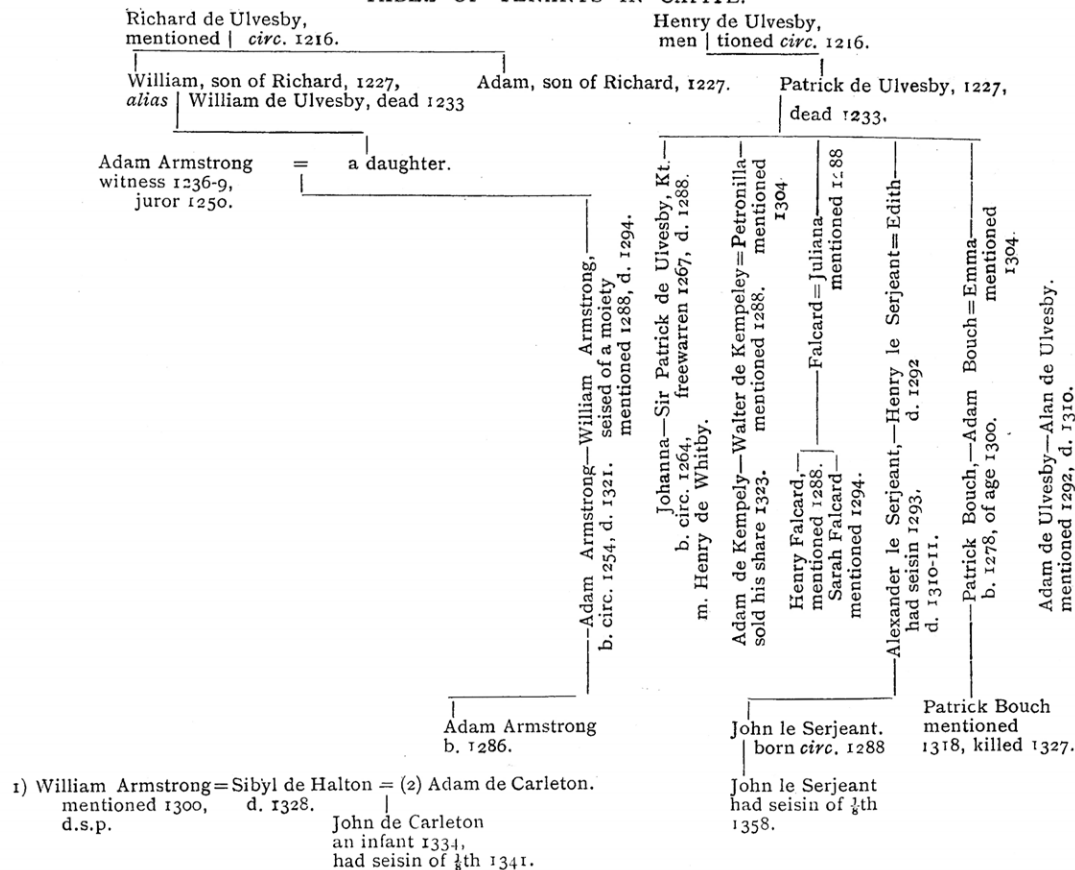 TABLES OF TENANTS IN CAPITE.
Richard de Ulvesby,
mentioned | circ. 1216.
Henry de Ulvesby,
men | tioned circ. 1216.
William, son of Richard, 1227,
alias | William de Ulvesby, dead 1233
Adam, son of Richard, 1227.
Patrick de Ulvesby, 1227,
dead 1233.
Adam Armstrong = a daughter.
witness 1236-9,
juror 1250.
—Adam Armstrong—William Armstrong,
b. circ. 1254, d. 1321. seised of a moiety
mentioned 1288, d. 1294.
Johanna—Sir Patrick de Ulvesby, Kt.—
b. circ. 1264, freewarren 1267, d. 1288.
m. Henry de Whitby.
Adam de Kempely—Walter de Kempeley=Petronilla—
sold his share 1323. mentioned 1288. mentioned
1304
—Falcard=Juliana—
mentioned 1288
Henry Falcard,
mentioned 1288.
Sarah Falcard—
mentioned 1294.
—Alexander le Serjeant,—Henry le Serjeant=Edith—
had seisin 1293. d. 1292
d. 1310-11.
—Patrick Bouch,—Adam Bouch=Emma—
b. 1278, of age 1300. mentioned
1304.
Adam de Ulvesby—Alan de Ulvesby.
mentioned 1292, d. 1310.
Adam Armstrong
b. 1286.
John le Serjeant.
born circ. 1288
Patrick Bouch
mentioned
1318, killed 1327.
1) William Armstrong=Sibyl de Halton = (2) Adam de Carleton.
mentioned 1300, d. 1328.
d.s.p.
John de Carleton
an infant 1334,
had seisin of ⅛th 1341.
John le Serjeant
had seisin of ⅛th
1358.